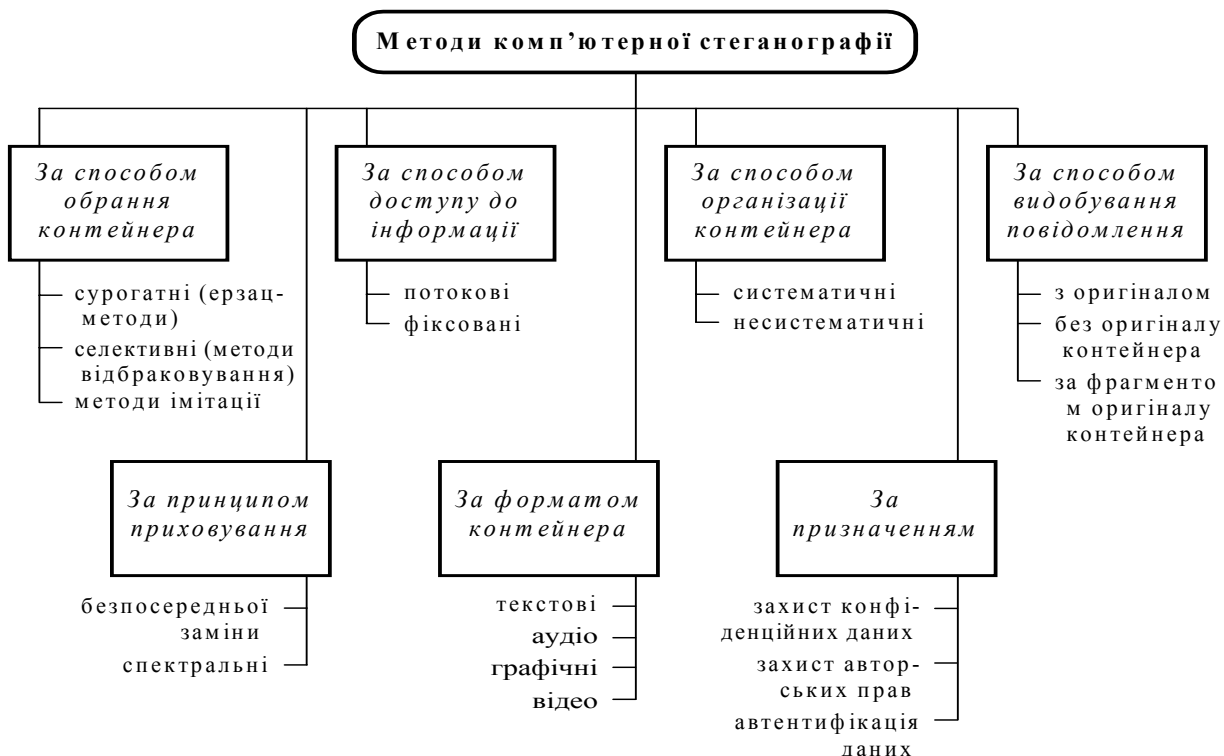 Методи комп’ютерної стеганографії
За способом
обрання
контейнера
сурогатні (ерзац-
методи)
селективні (методи
відбраковування)
методи імітації
За способом
доступу до
інформації
потокові
фіксовані
За способом
організації
контейнера
систематичні
несистематичні
За способом
видобування
повідомлення
з оригіналом
без оригіналу
контейнера
за фрагменто
м оригіналу
контейнера
За принципом
приховування
безпосередньої
заміни
спектральні
За форматом
контейнера
текстові
аудіо
графічні
відео
За
призначенням
захист конфі-
денційних даних
захист автор-
ських прав
автентифікація
даних